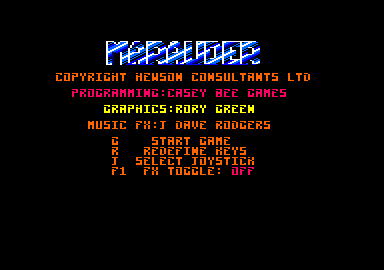 MARAUDER
COPYRIGHT HEWSON CONSULTANTS LTD
PROGRAMMING:CASEY BEE GAMES
GRAPHICS:RORY GREEN
MUSIC FX:J DAVE RODGERS
C START GAME
R REDEFINE KEYS
J SELECT JOYSTICK
F1 FX TOGGLE: OFF